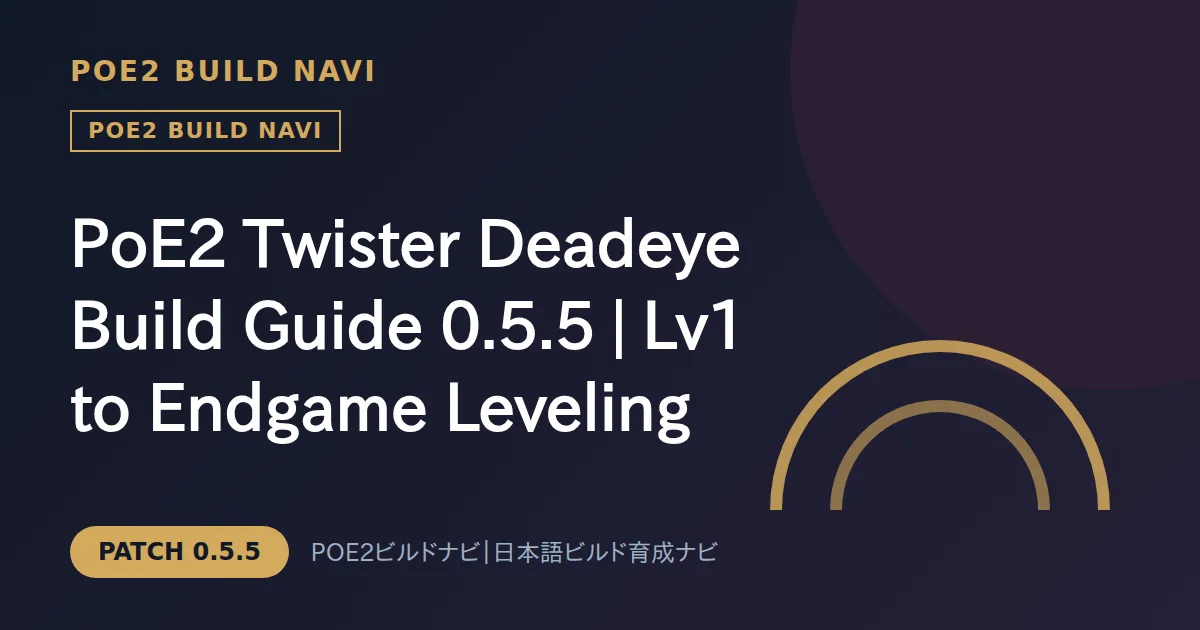 POE2 BUILD NAVI
POE2 BUILD NAVI
PoE2 Twister Deadeye
Build Guide 0.5.5 | Lv1
to Endgame Leveling
PATCH 0.5.5
POE2ビルドナビ|日本語ビルド育成ナビ